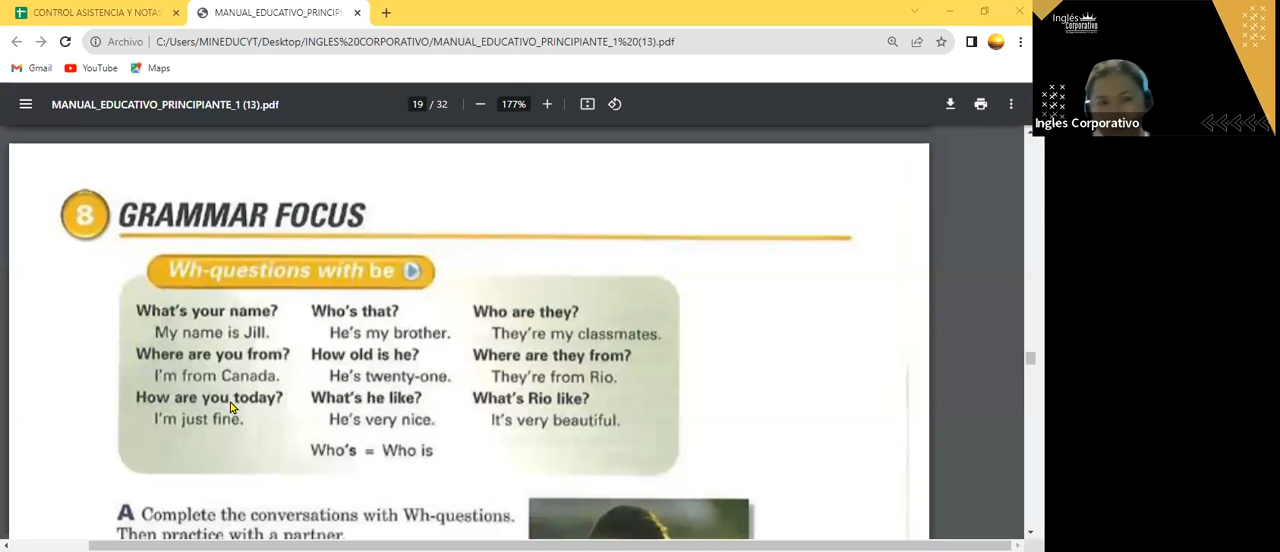 CONTROL ASISTENCIA Y NOTAS
MANUAL_EDUCATIVO_PRINCIPI
Archivo
C:/Users/MINEDUCYT/Desktop/INGLES%20CORPORATIVO/MANUAL_EDUCATIVO_PRINCIPIANTE_1%20(13).pdf
Gmail YouTube Maps
MANUAL_EDUCATIVO_PRINCIPIANTE_1 (13).pdf
19 / 32
177%
Inglés
Corporativo
Ingles Corporativo
8 GRAMMAR FOCUS
Wh-questions with be
What's your name?
My name is Jill.
Where are you from?
I'm from Canada.
How are you today?
I'm just fine.
Who's that?
He's my brother.
How old is he?
He's twenty-one.
What's he like?
He's very nice.
Who's = Who is
Who are they?
They're my classmates.
Where are they from?
They're from Rio.
What's Rio like?
It's very beautiful.
A Complete the conversations with Wh-questions.
Then practice with a partner.